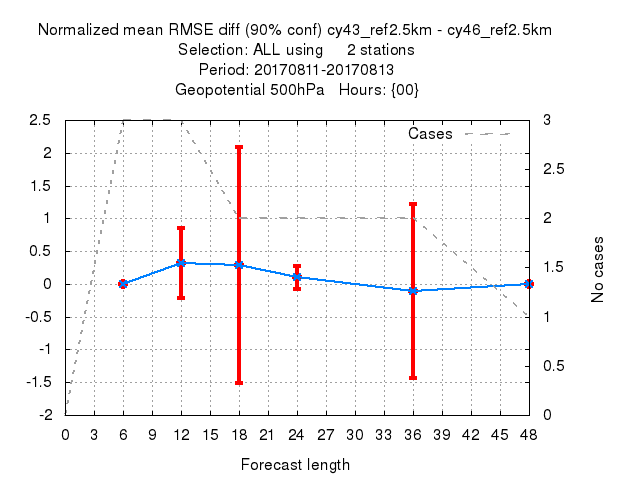 Normalized mean RMSE diff (90% conf) cy43_ref2.5km - cy46_ref2.5km
Selection: ALL using 2 stations
Period: 20170811-20170813
Geopotential 500hPa Hours: {00}
Cases
2.5
2
1.5
1
0.5
0
-0.5
-1
-1.5
-2
3
2.5
2
1.5
1
0.5
0
No cases
0 3 6 9 12 15 18 21 24 27 30 33 36 39 42 45 48
Forecast length